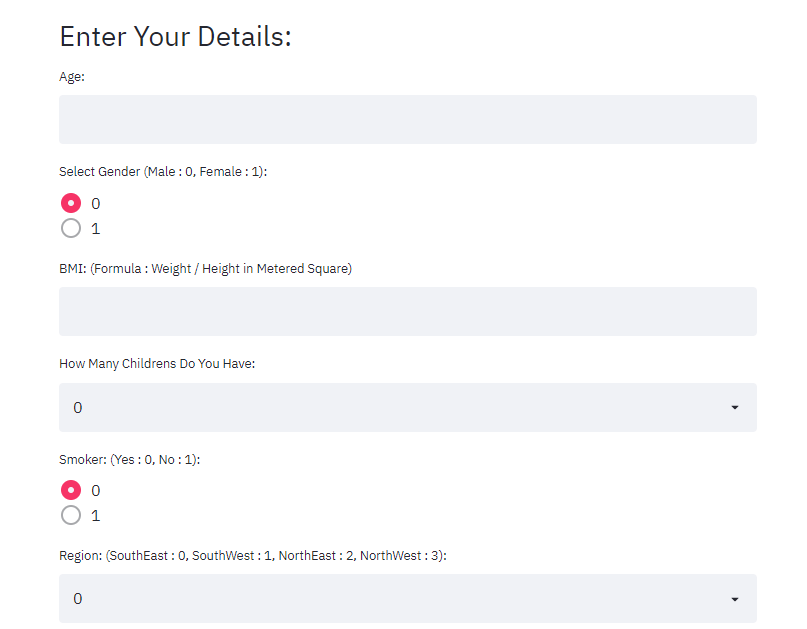 Enter Your Details:
Age:
Select Gender (Male : 0, Female : 1):
0
1
BMI: (Formula : Weight / Height in Metered Square)
How Many Childrens Do You Have:
0
Smoker: (Yes : 0, No : 1):
0
1
Region: (SouthEast : 0, SouthWest : 1, NorthEast : 2, NorthWest : 3):
0